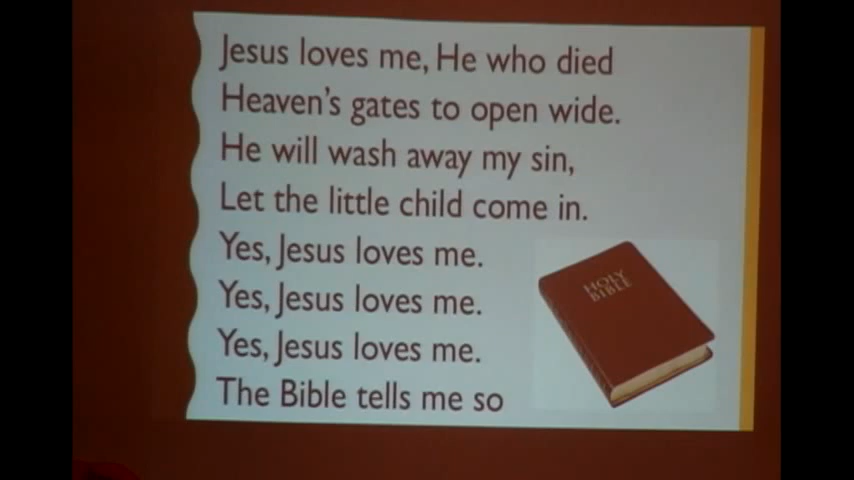 Jesus loves me, He who died
Heaven's gates to open wide.
He will wash away my sin,
Let the little child come in.
Yes, Jesus loves me.
Yes, Jesus loves me.
Yes, Jesus loves me.
The Bible tells me so
HOLY
BIBLE